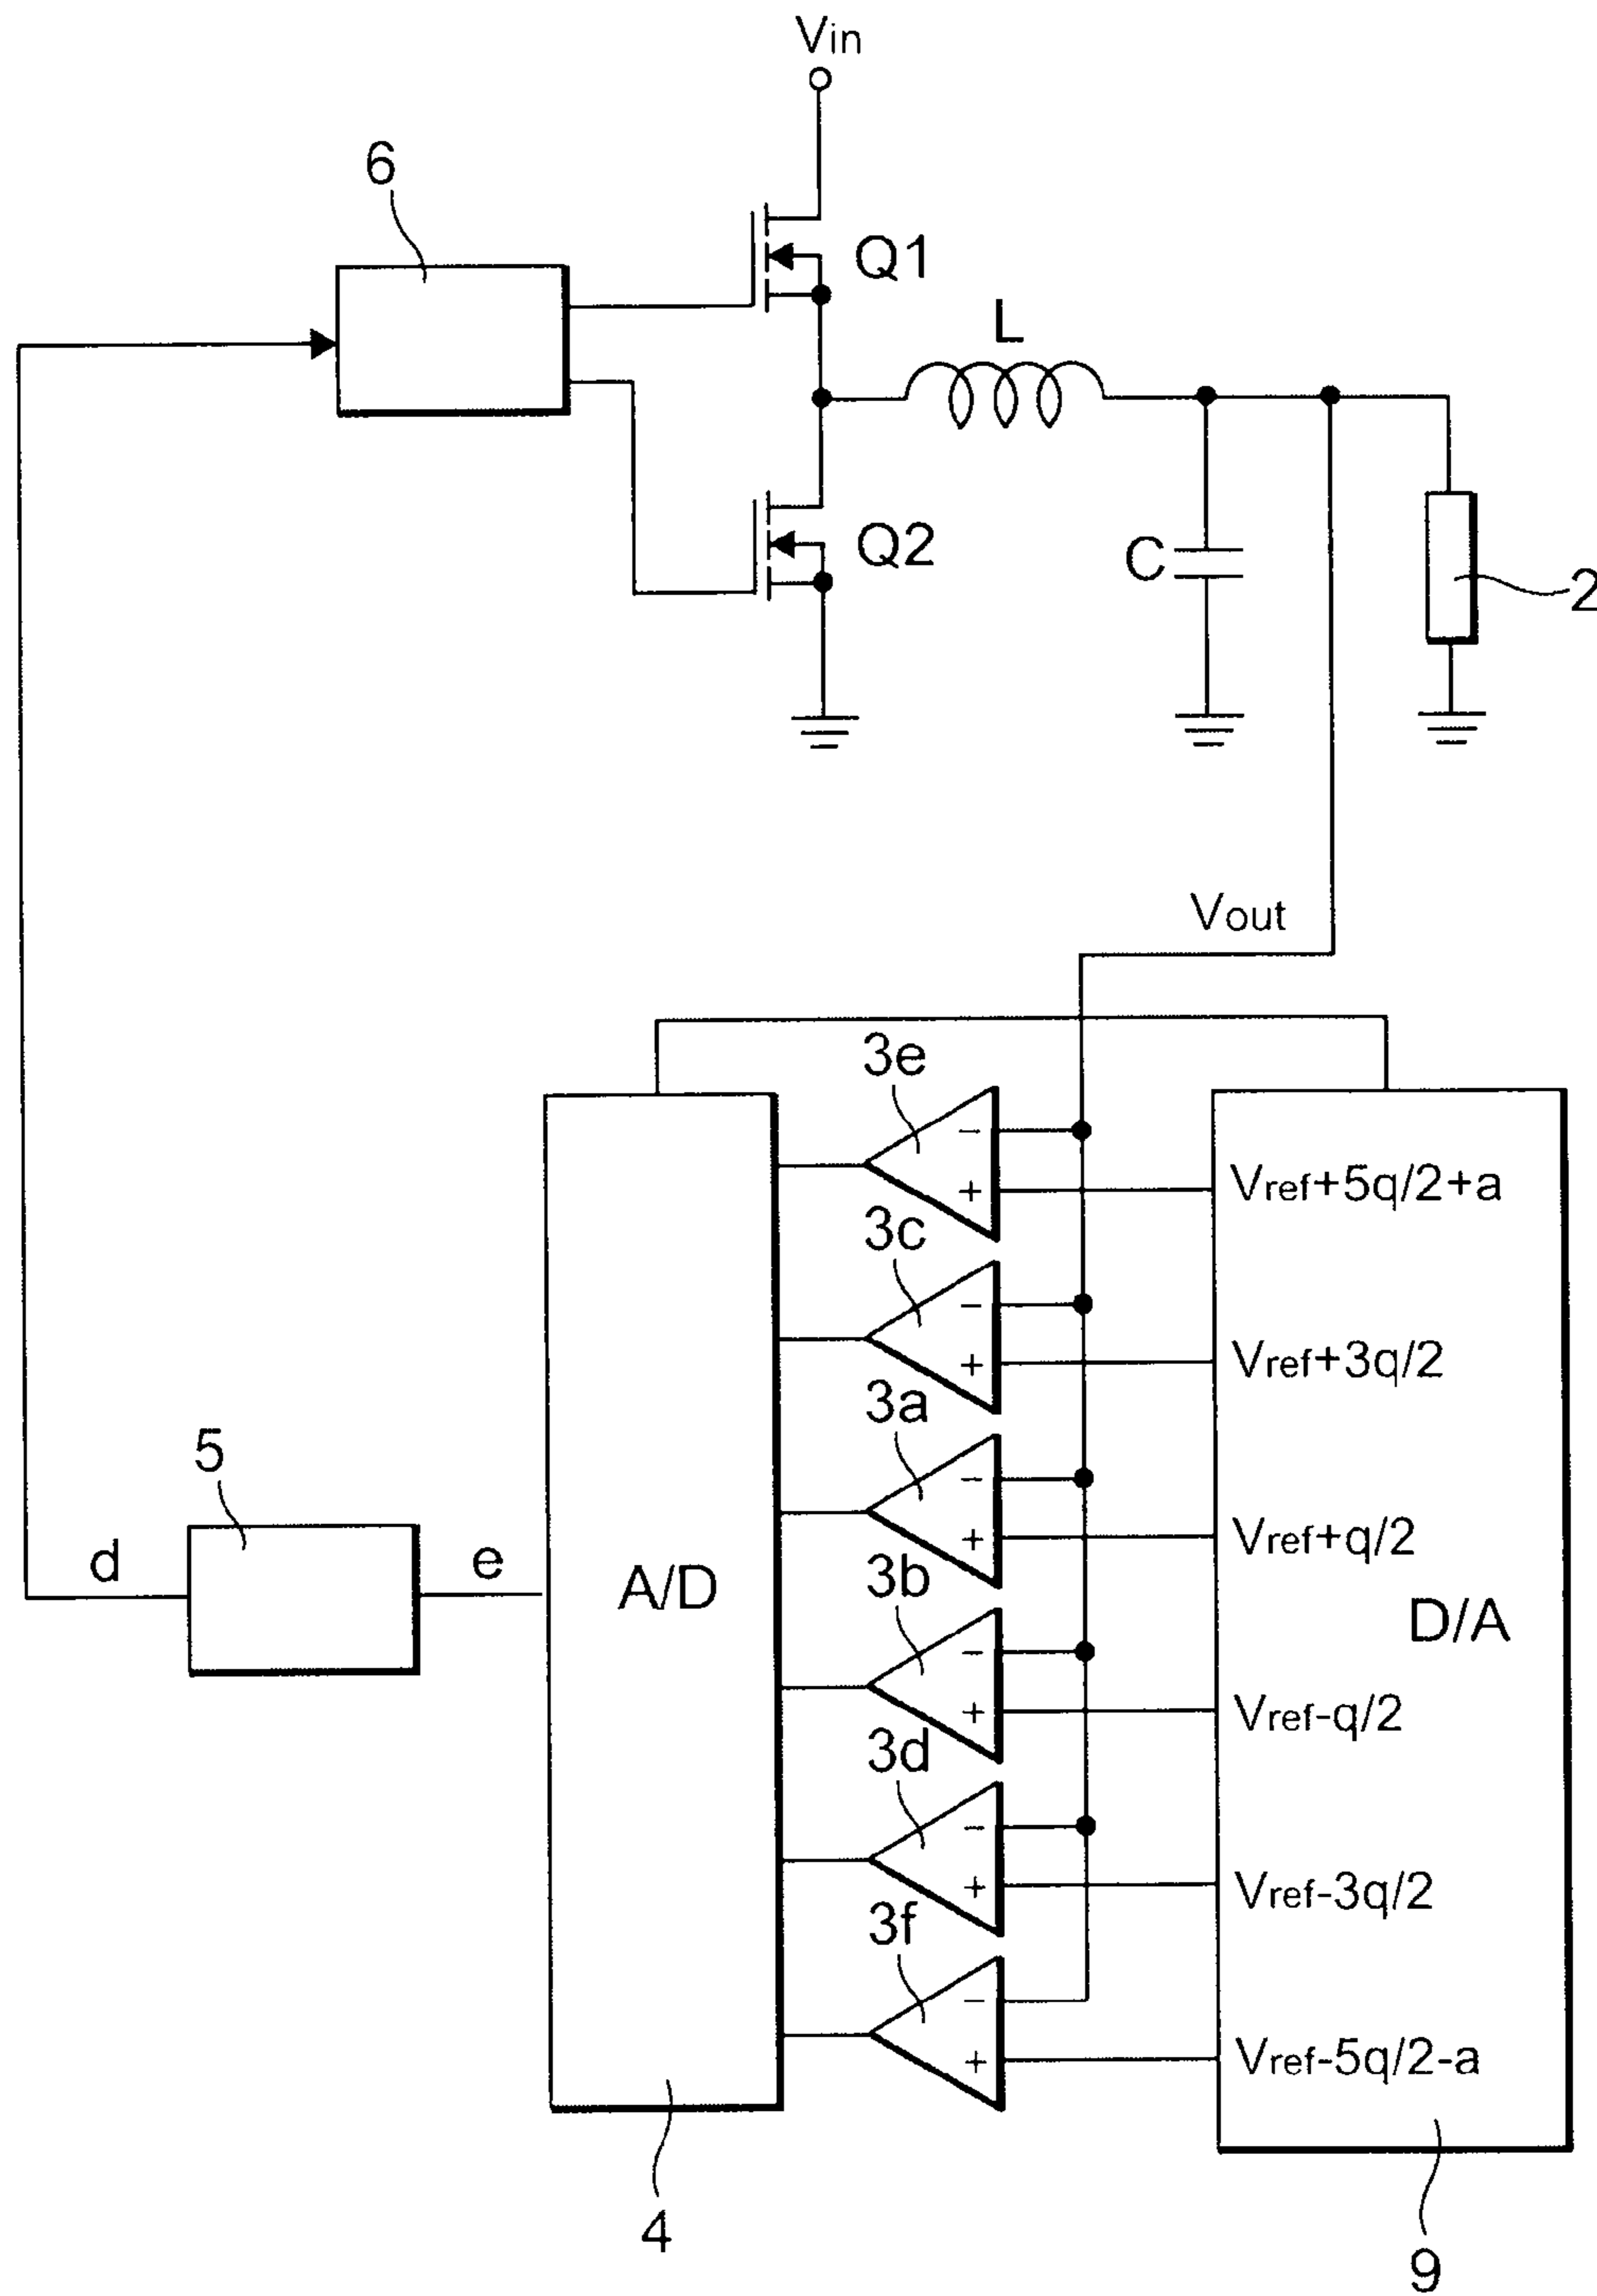 Vin
6
Q1
L
Q2
C
2
Vout
3e
−
+
Vref+5q/2+a
3c
−
+
Vref+3q/2
3a
−
+
Vref+q/2
5
d
e
A/D
3b
−
+
Vref-q/2
D/A
3d
−
+
Vref-3q/2
3f
−
+
Vref-5q/2-a
4
9